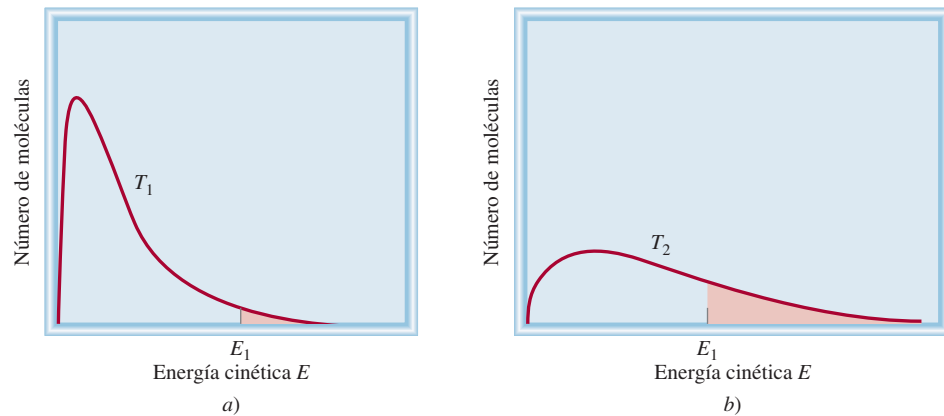 Número de moléculas
T1
E1
Energía cinética E
a)
Número de moléculas
T2
E1
Energía cinética E
b)